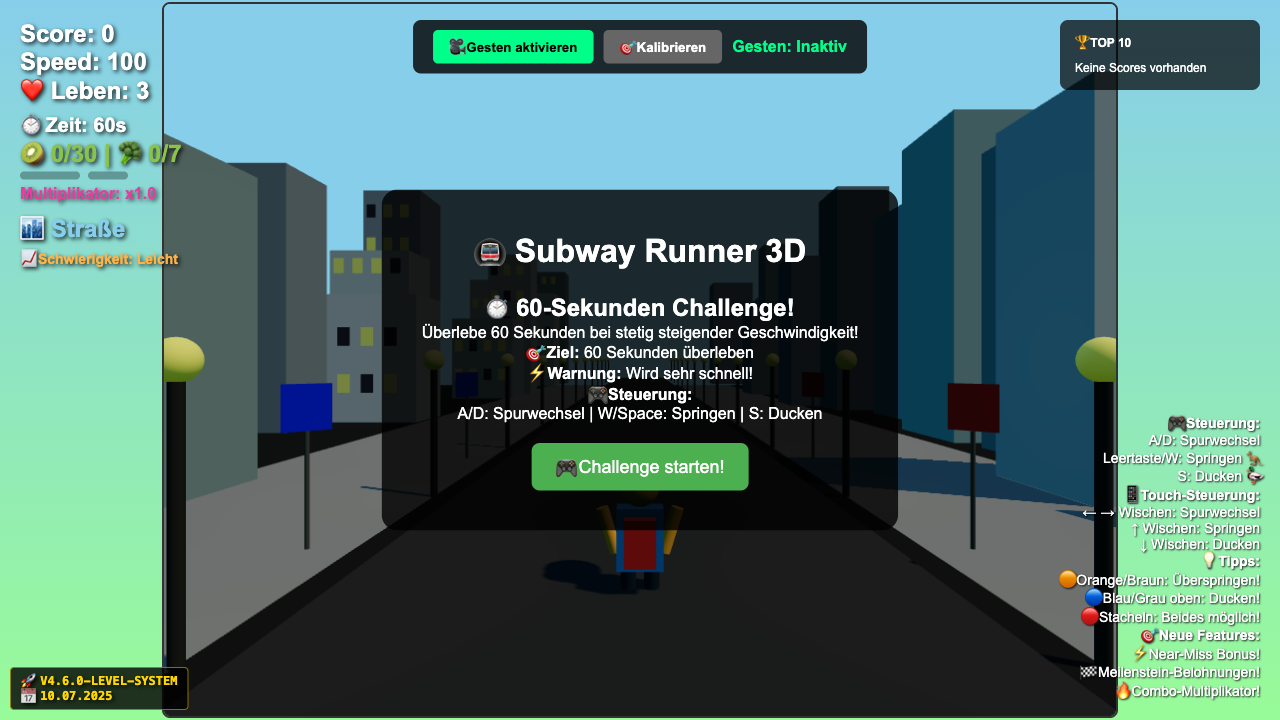 Score: 0
Speed: 100
❤️ Leben: 3
⏱️ Zeit: 60s
🥝 0/30 | 🥦 0/7
Multiplikator: x1.0
🏙️ Straße
📈Schwierigkeit: Leicht
🎥Gesten aktivieren
🎯Kalibrieren
Gesten: Inaktiv
🏆TOP 10
Keine Scores vorhanden
🚇 Subway Runner 3D
⏱️ 60-Sekunden Challenge!
Überlebe 60 Sekunden bei stetig steigender Geschwindigkeit!
🎯Ziel: 60 Sekunden überleben
⚡Warnung: Wird sehr schnell!
🎮Steuerung:
A/D: Spurwechsel | W/Space: Springen | S: Ducken
🎮Challenge starten!
🎮Steuerung:
A/D: Spurwechsel
Leertaste/W: Springen 🦘
S: Ducken 🦆
📱Touch-Steuerung:
←→ Wischen: Spurwechsel
↑ Wischen: Springen
↓ Wischen: Ducken
💡Tipps:
🟠Orange/Braun: Überspringen!
🔵Blau/Grau oben: Ducken!
🔴Stacheln: Beides möglich!
🎯Neue Features:
⚡Near-Miss Bonus!
🏁Meilenstein-Belohnungen!
🔥Combo-Multiplikator!
🚀 V4.6.0-LEVEL-SYSTEM
📅 10.07.2025